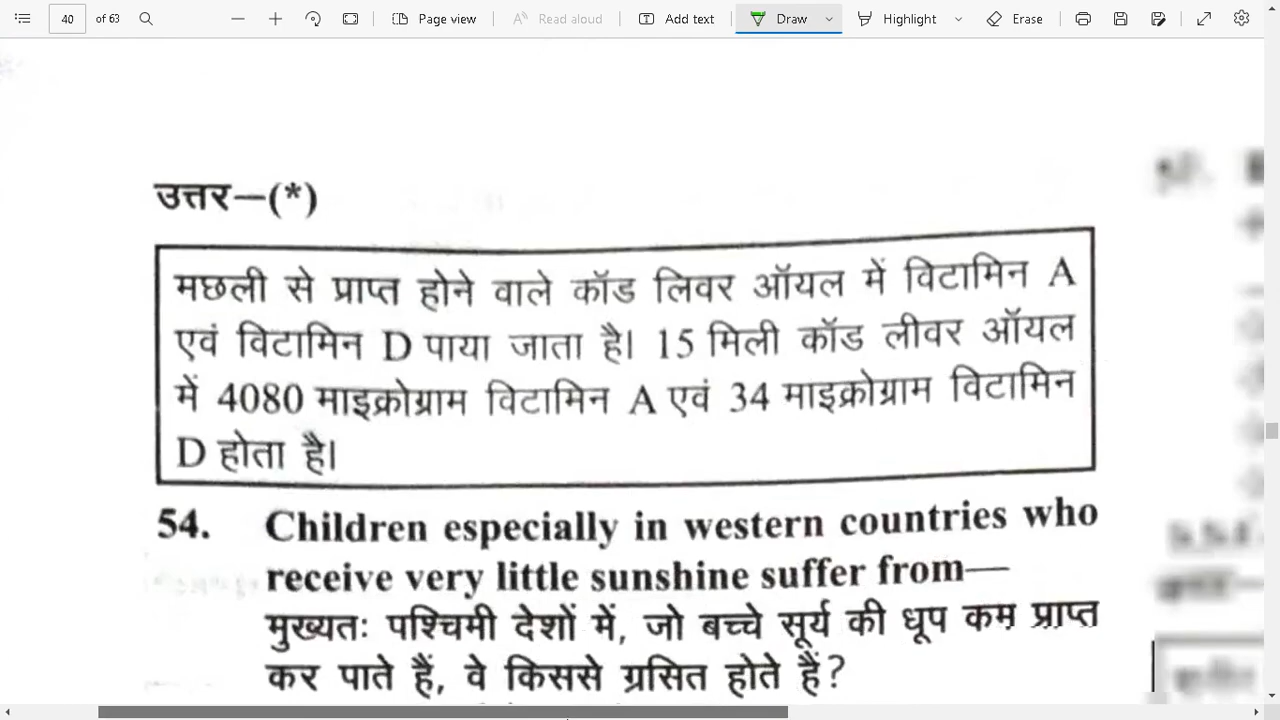 40 of 63 Page view Read aloud Add text Draw Highlight Erase
उत्तर—(*)
मछली से प्राप्त होने वाले कॉड लिवर ऑयल में विटामिन A
एवं विटामिन D पाया जाता है। 15 मिली कॉड लीवर ऑयल
में 4080 माइक्रोग्राम विटामिन A एवं 34 माइक्रोग्राम विटामिन
D होता है।
54. Children especially in western countries who
receive very little sunshine suffer from—
मुख्यतः पश्चिमी देशों में, जो बच्चे सूर्य की धूप कम प्राप्त
कर पाते हैं, वे किससे ग्रसित होते हैं?